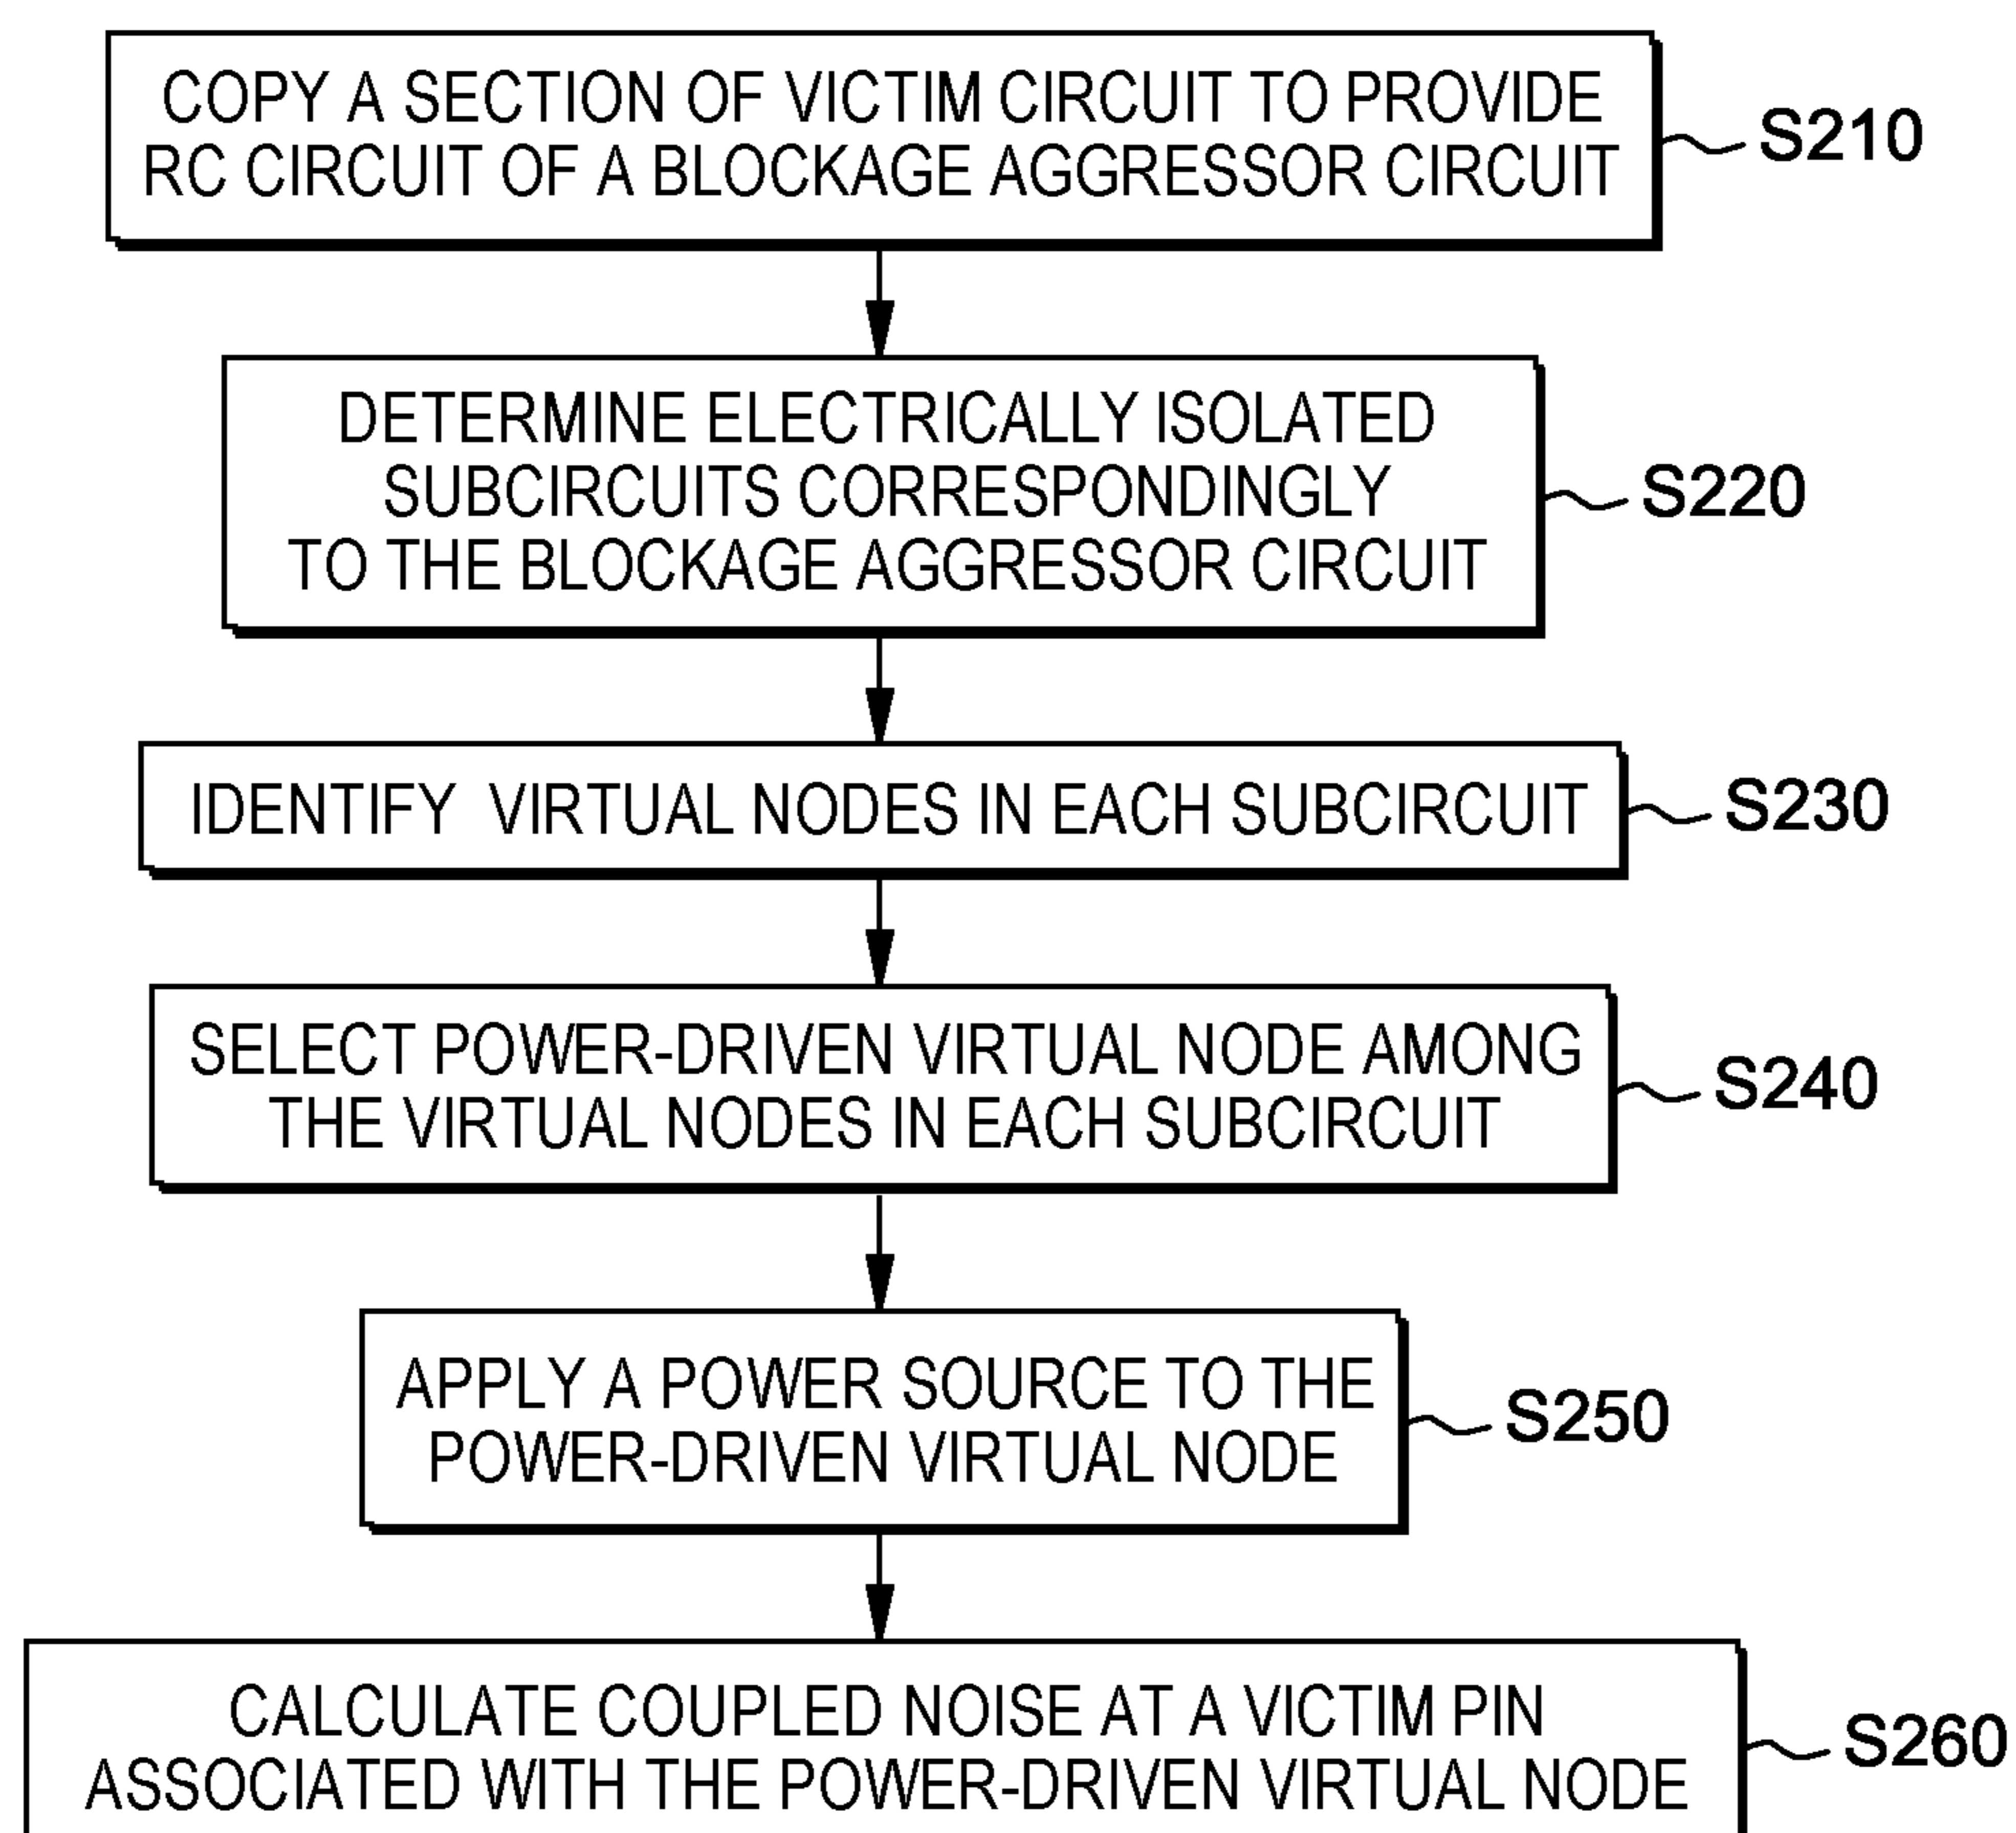 COPY A SECTION OF VICTIM CIRCUIT TO PROVIDE
RC CIRCUIT OF A BLOCKAGE AGGRESSOR CIRCUIT
S210
DETERMINE ELECTRICALLY ISOLATED
SUBCIRCUITS CORRESPONDINGLY
TO THE BLOCKAGE AGGRESSOR CIRCUIT
S220
IDENTIFY VIRTUAL NODES IN EACH SUBCIRCUIT
S230
SELECT POWER-DRIVEN VIRTUAL NODE AMONG
THE VIRTUAL NODES IN EACH SUBCIRCUIT
S240
APPLY A POWER SOURCE TO THE
POWER-DRIVEN VIRTUAL NODE
S250
CALCULATE COUPLED NOISE AT A VICTIM PIN
ASSOCIATED WITH THE POWER-DRIVEN VIRTUAL NODE
S260